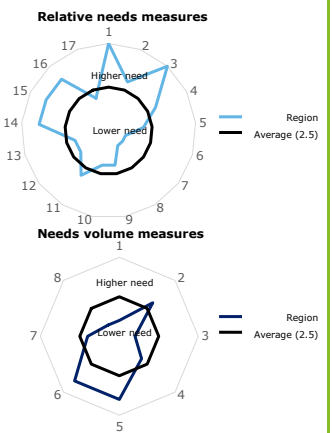 Relative needs measures
1
17 2
16 3
Higher need
15 4
Region
14 Lower need 5
Average (2.5)
13 6
12 7
11 8
10 9
Needs volume measures
1
8 Higher need 2
Region
7 Lower need 3
Average (2.5)
6 4
5